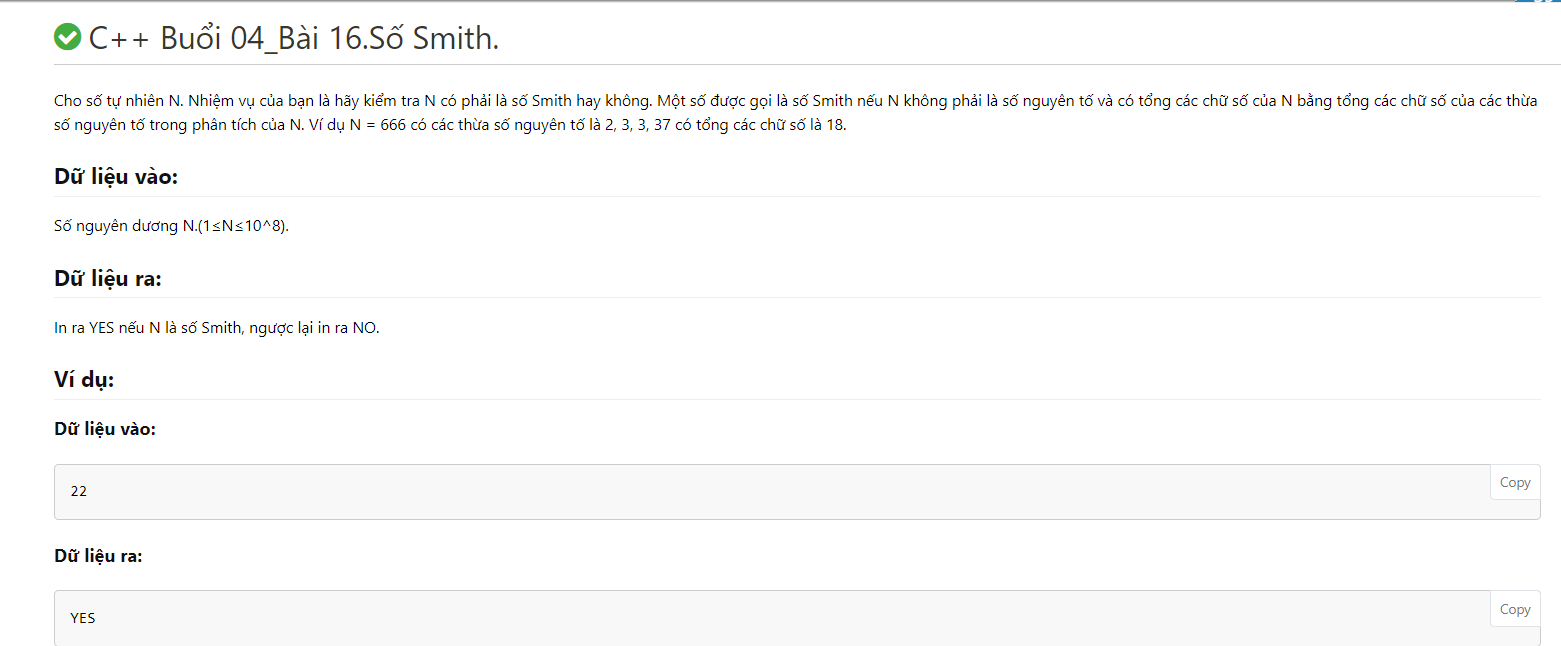 C++ Buổi 04_Bài 16.Số Smith.
Cho số tự nhiên N. Nhiệm vụ của bạn là hãy kiểm tra N có phải là số Smith hay không. Một số được gọi là số Smith nếu N không phải là số nguyên tố và có tổng các chữ số của N bằng tổng các chữ số của các thừa
số nguyên tố trong phân tích của N. Ví dụ N = 666 có các thừa số nguyên tố là 2, 3, 3, 37 có tổng các chữ số là 18.
Dữ liệu vào:
Số nguyên dương N.(1≤N≤10^8).
Dữ liệu ra:
In ra YES nếu N là số Smith, ngược lại in ra NO.
Ví dụ:
Dữ liệu vào:
Copy
22
Dữ liệu ra:
Copy
YES